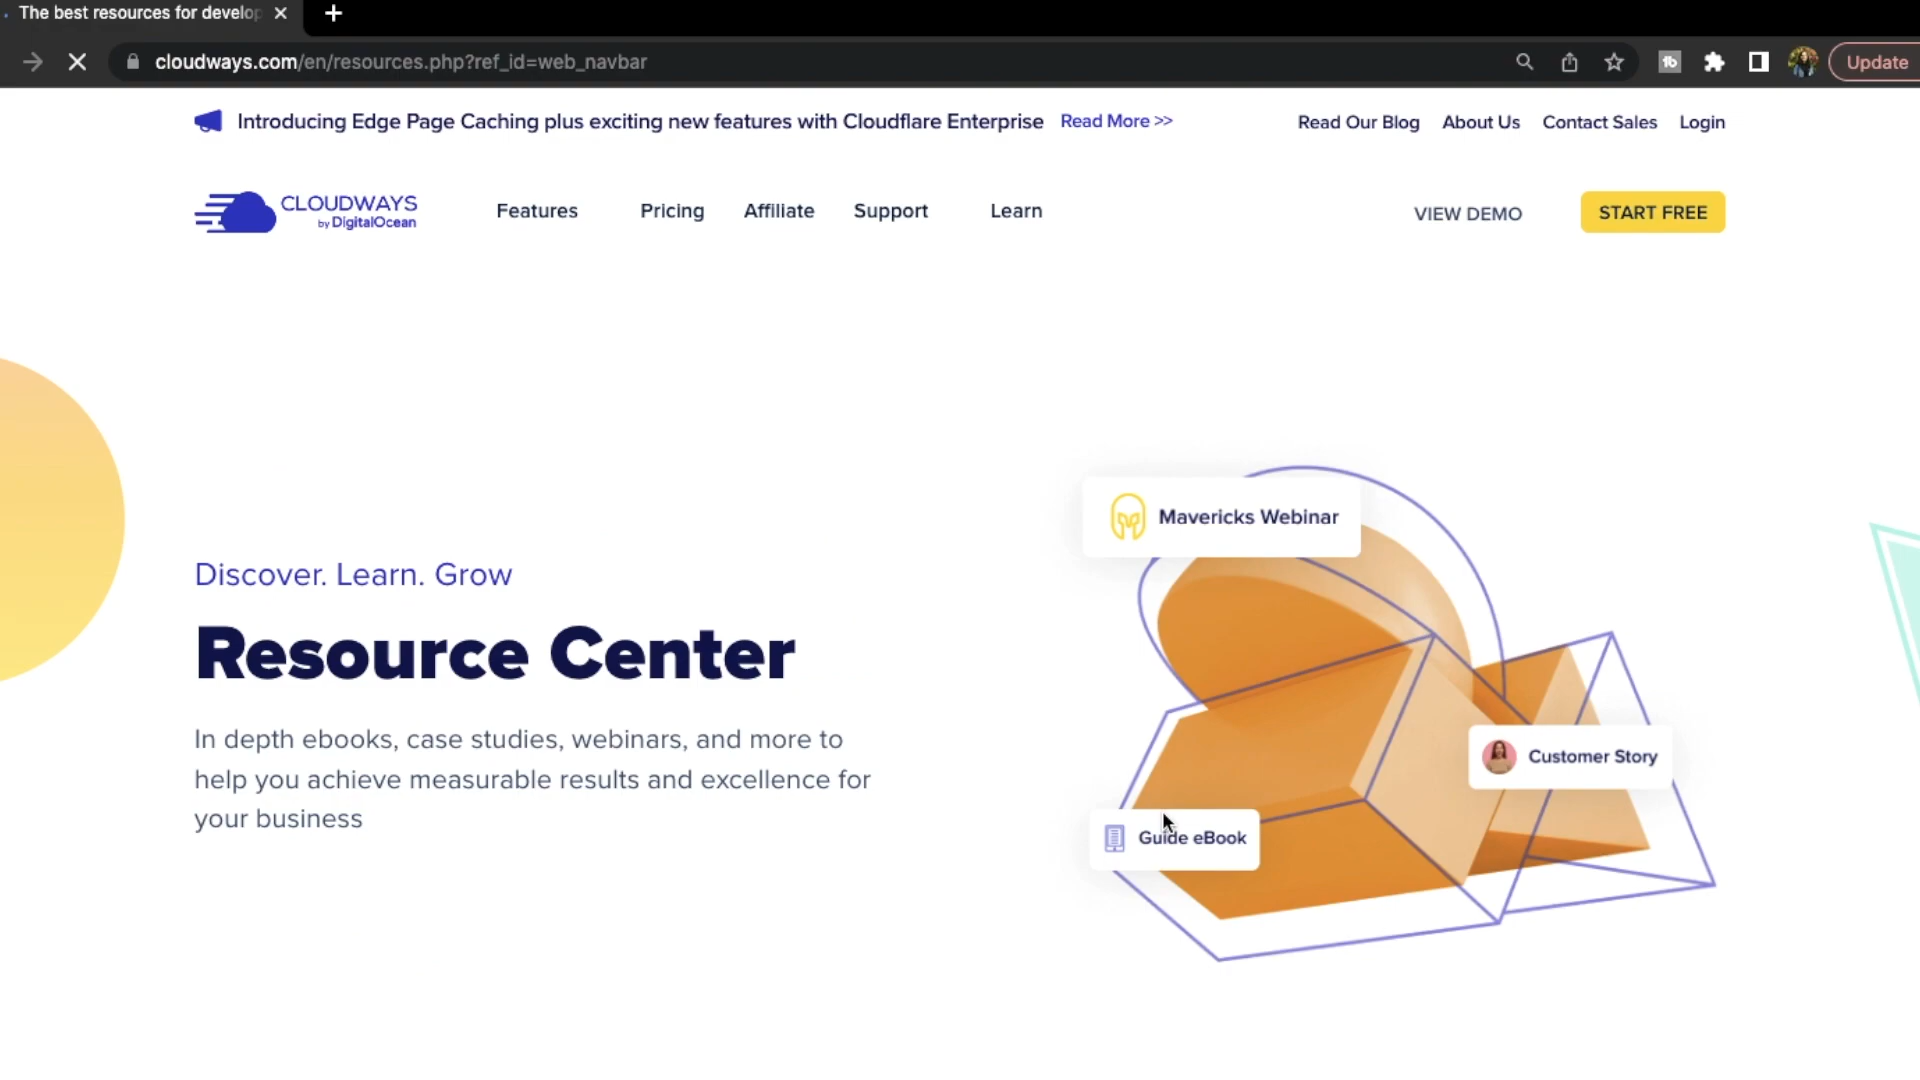 The best resources for develop
cloudways.com/en/resources.php?ref_id=web_navbar
Update
Introducing Edge Page Caching plus exciting new features with Cloudflare Enterprise Read More >>
Read Our Blog About Us Contact Sales Login
CLOUDWAYS
by DigitalOcean
Features Pricing Affiliate Support Learn
VIEW DEMO
START FREE
Mavericks Webinar
Discover. Learn. Grow
Resource Center
In depth ebooks, case studies, webinars, and more to
help you achieve measurable results and excellence for
your business
Customer Story
Guide eBook